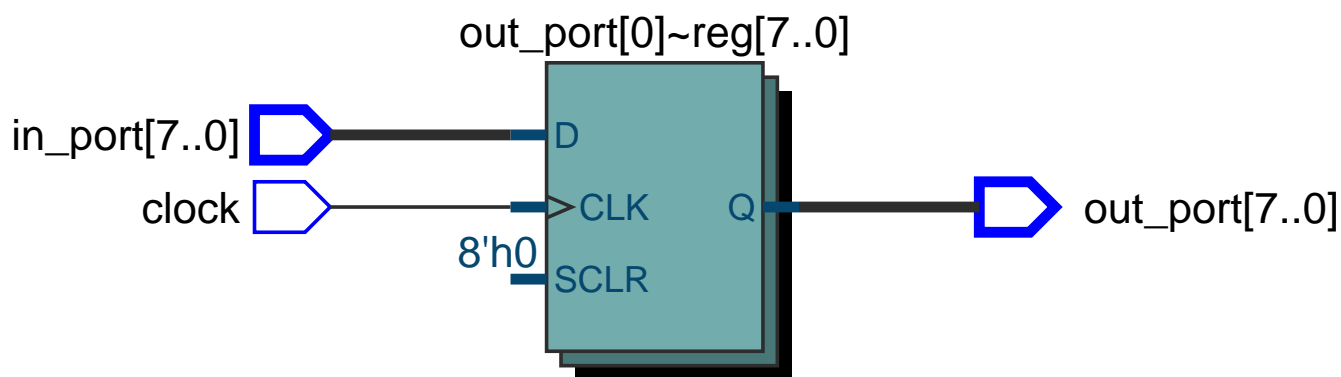 out_port[0]~reg[7..0]
in_port[7..0]
D
clock
CLK
Q
out_port[7..0]
8'h0
SCLR